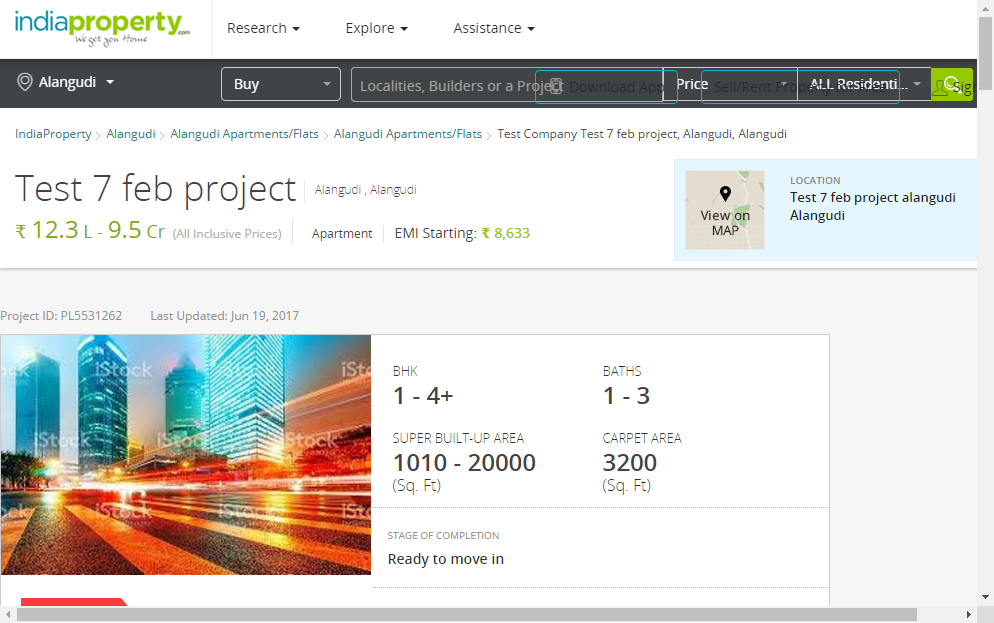 indiaproperty.com
We get you Home
Research
Explore
Assistance
Alangudi
Buy
Localities, Builders or a Project
Download App
Price
Sell/Rent Property
ALL Residenti...
Sig
IndiaProperty > Alangudi > Alangudi Apartments/Flats > Alangudi Apartments/Flats > Test Company Test 7 feb project, Alangudi, Alangudi
Test 7 feb project
Alangudi , Alangudi
₹ 12.3 L - 9.5 Cr (All Inclusive Prices)
Apartment
EMI Starting: ₹ 8,633
View on
MAP
LOCATION
Test 7 feb project alangudi
Alangudi
Project ID: PL5531262
Last Updated: Jun 19, 2017
iStock
iStock
iStock
iStock
BHK
1 - 4+
BATHS
1 - 3
SUPER BUILT-UP AREA
1010 - 20000
(Sq. Ft)
CARPET AREA
3200
(Sq. Ft)
STAGE OF COMPLETION
Ready to move in